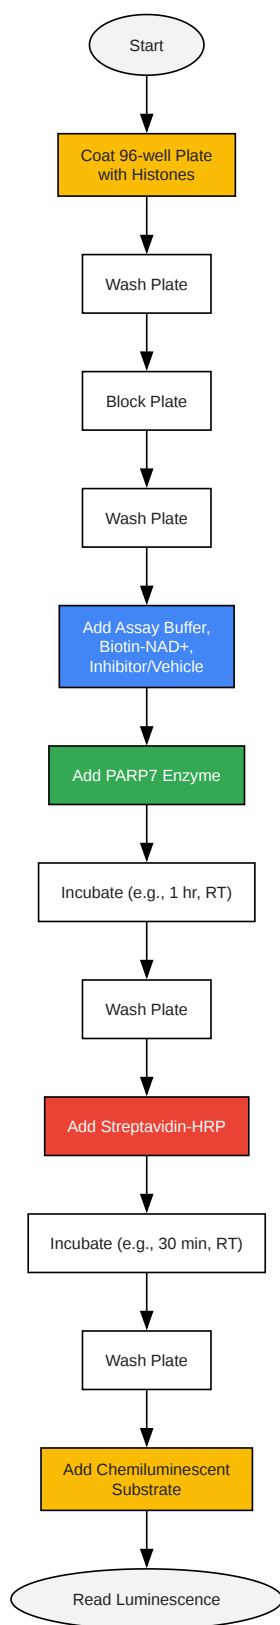 Start
Coat 96-well Plate
with Histones
Wash Plate
Block Plate
Wash Plate
Add Assay Buffer,
Biotin-NAD+,
Inhibitor/Vehicle
Add PARP7 Enzyme
Incubate (e.g., 1 hr, RT)
Wash Plate
Add Streptavidin-HRP
Incubate (e.g., 30 min, RT)
Wash Plate
Add Chemiluminescent
Substrate
Read Luminescence